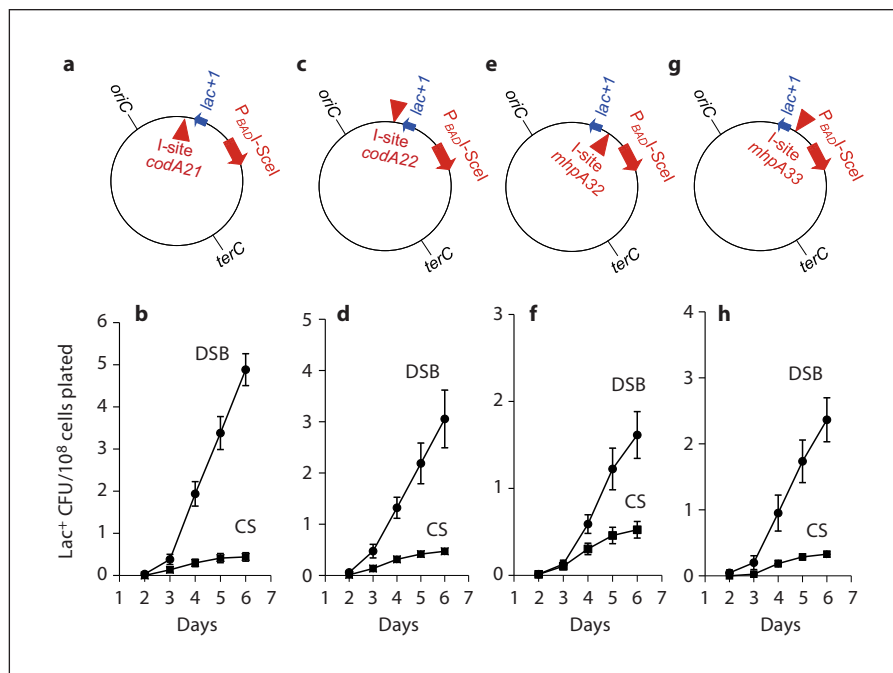 a
oriC
lac+1
P BAD I-SceI
I-site
codA21
terC
c
oriC
lac+1
P BAD I-SceI
I-site
codA22
terC
e
oriC
lac+1
P BAD I-SceI
I-site
mhpA32
terC
g
oriC
lac+1
P BAD I-SceI
I-site
mhpA33
terC
Lac⁺ CFU/10⁸ cells plated
b
6
5
4
3
2
1
0
DSB
CS
1 2 3 4 5 6 7
Days
d
5
4
3
2
1
0
DSB
CS
1 2 3 4 5 6 7
Days
f
3
2
1
0
DSB
CS
1 2 3 4 5 6 7
Days
h
4
3
2
1
0
DSB
CS
1 2 3 4 5 6 7
Days